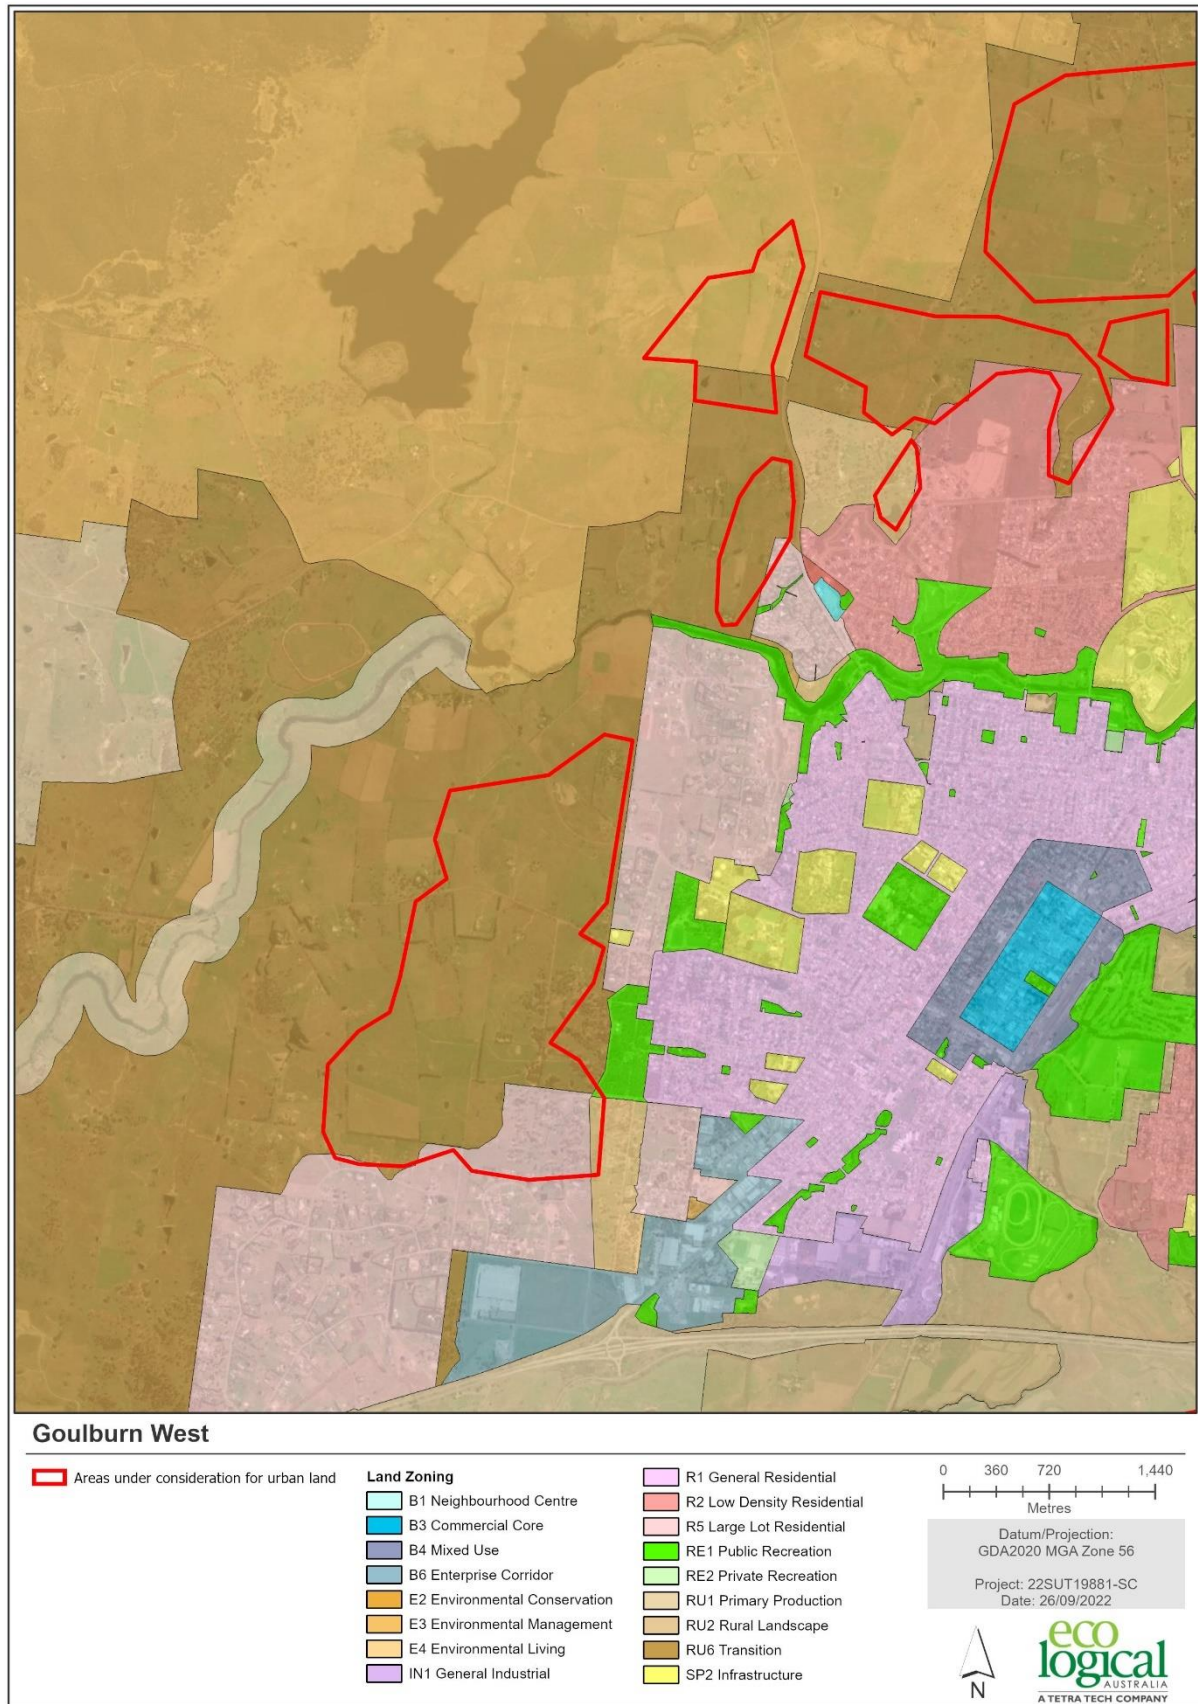 Goulburn West
Areas under consideration for urban land
Land Zoning
B1 Neighbourhood Centre
B3 Commercial Core
B4 Mixed Use
B6 Enterprise Corridor
E2 Environmental Conservation
E3 Environmental Management
E4 Environmental Living
IN1 General Industrial
R1 General Residential
R2 Low Density Residential
R5 Large Lot Residential
RE1 Public Recreation
RE2 Private Recreation
RU1 Primary Production
RU2 Rural Landscape
RU6 Transition
SP2 Infrastructure
0 360 720 1,440
Metres
Datum/Projection:
GDA2020 MGA Zone 56
Project: 22SUT19881-SC
Date: 26/09/2022
N
eco
logical
AUSTRALIA
A TETRA TECH COMPANY